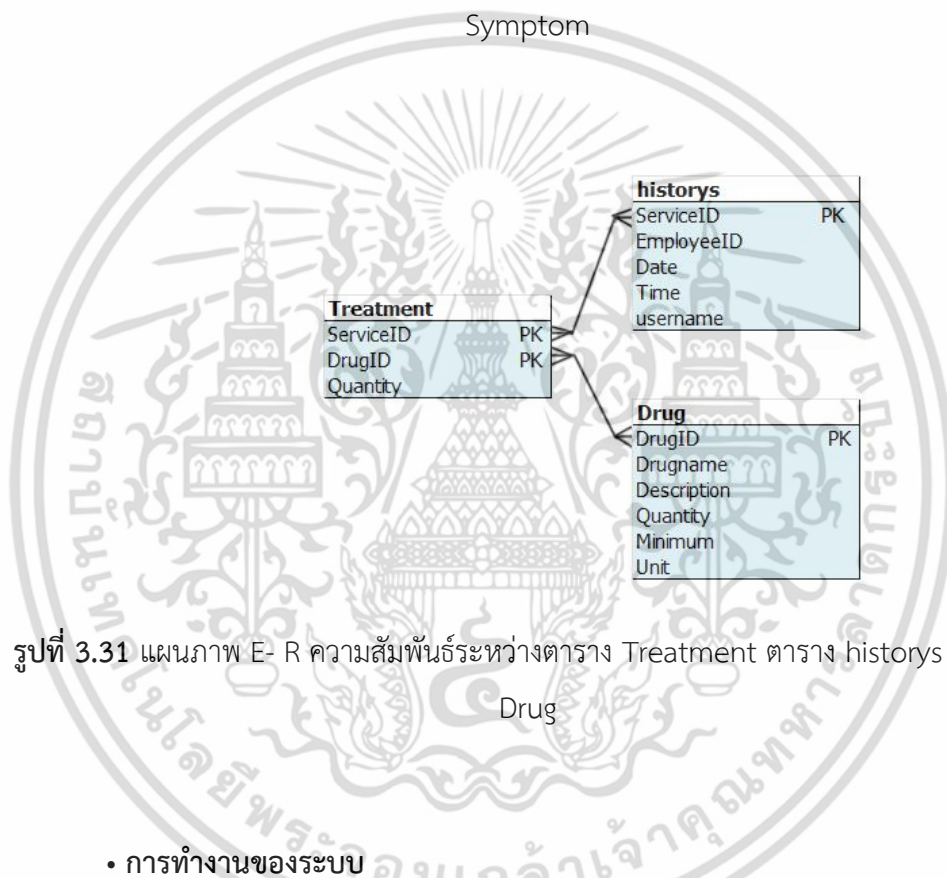 Symptom
historys
ServiceID PK
EmployeeID
Date
Time
username
Treatment
ServiceID PK
DrugID PK
Quantity
Drug
DrugID PK
Drugname
Description
Quantity
Minimum
Unit
รูปที่ 3.31 แผนภาพ E- R ความสัมพันธ์ระหว่างตาราง Treatment ตาราง historys
Drug
• การทำงานของระบบ